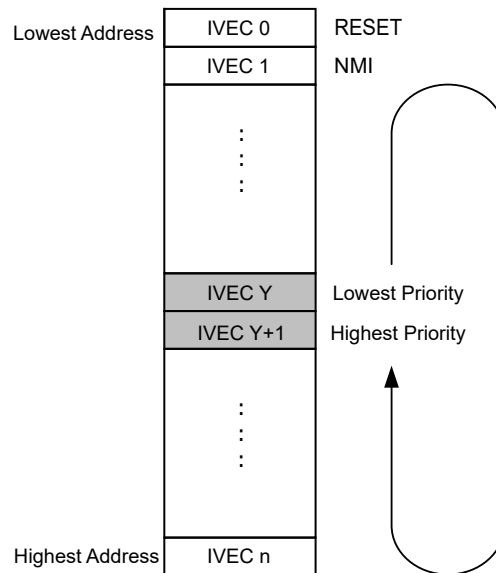 Lowest Address IVEC 0 RESET
IVEC 1 NMI
:
:
:
IVEC Y Lowest Priority
IVEC Y+1 Highest Priority
:
:
:
Highest Address IVEC n